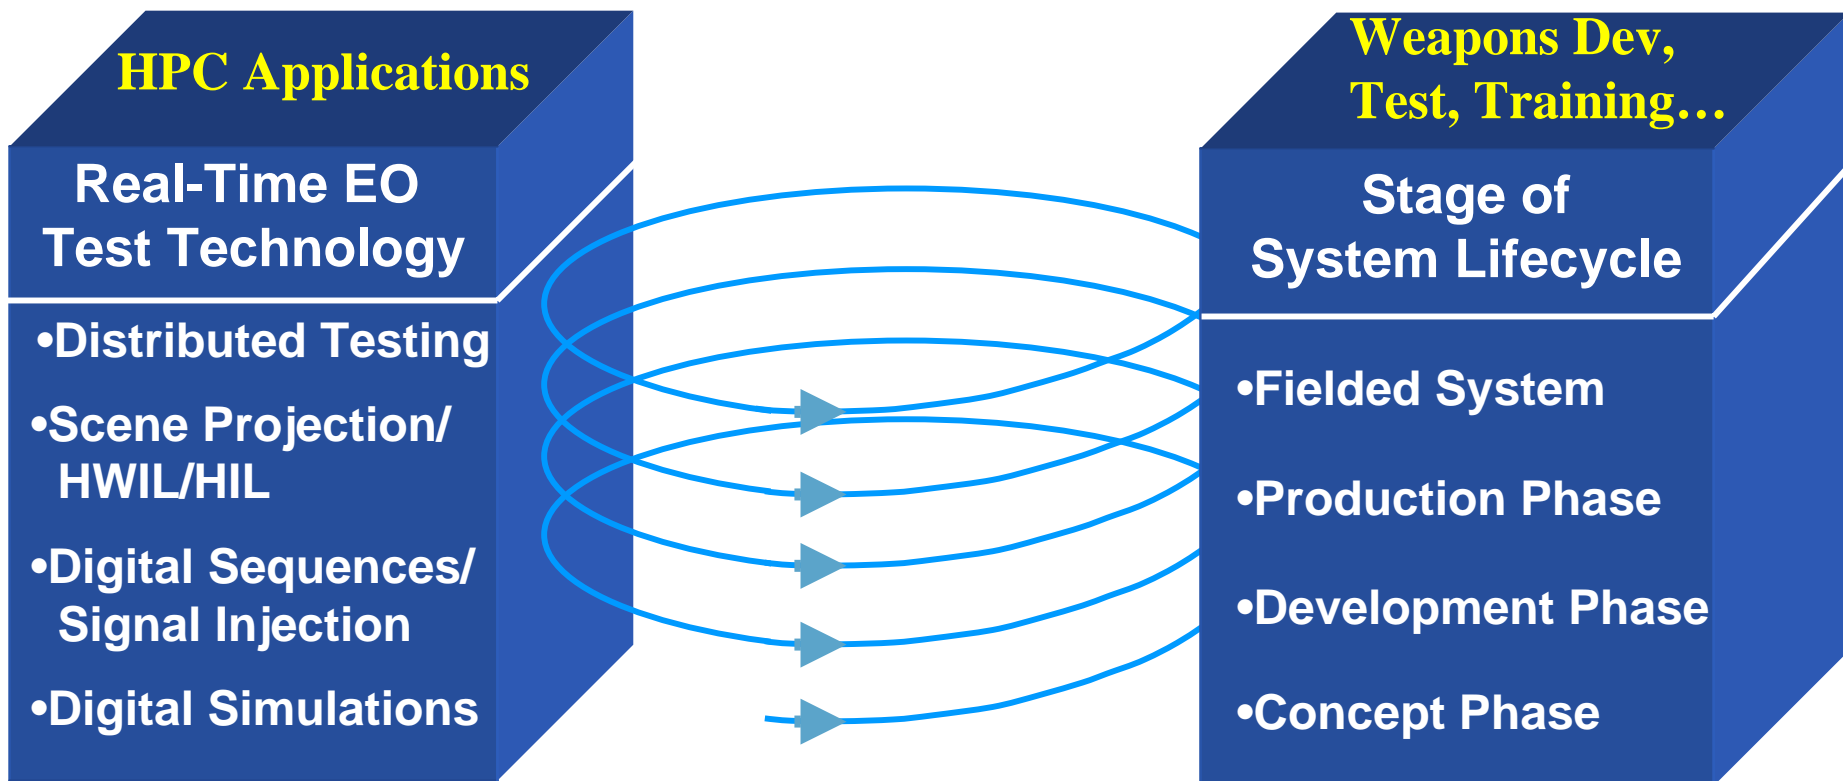 HPC Applications
Real-Time EO
Test Technology
•Distributed Testing
•Scene Projection/
HWIL/HIL
•Digital Sequences/
Signal Injection
•Digital Simulations
Weapons Dev,
Test, Training…
Stage of
System Lifecycle
•Fielded System
•Production Phase
•Development Phase
•Concept Phase